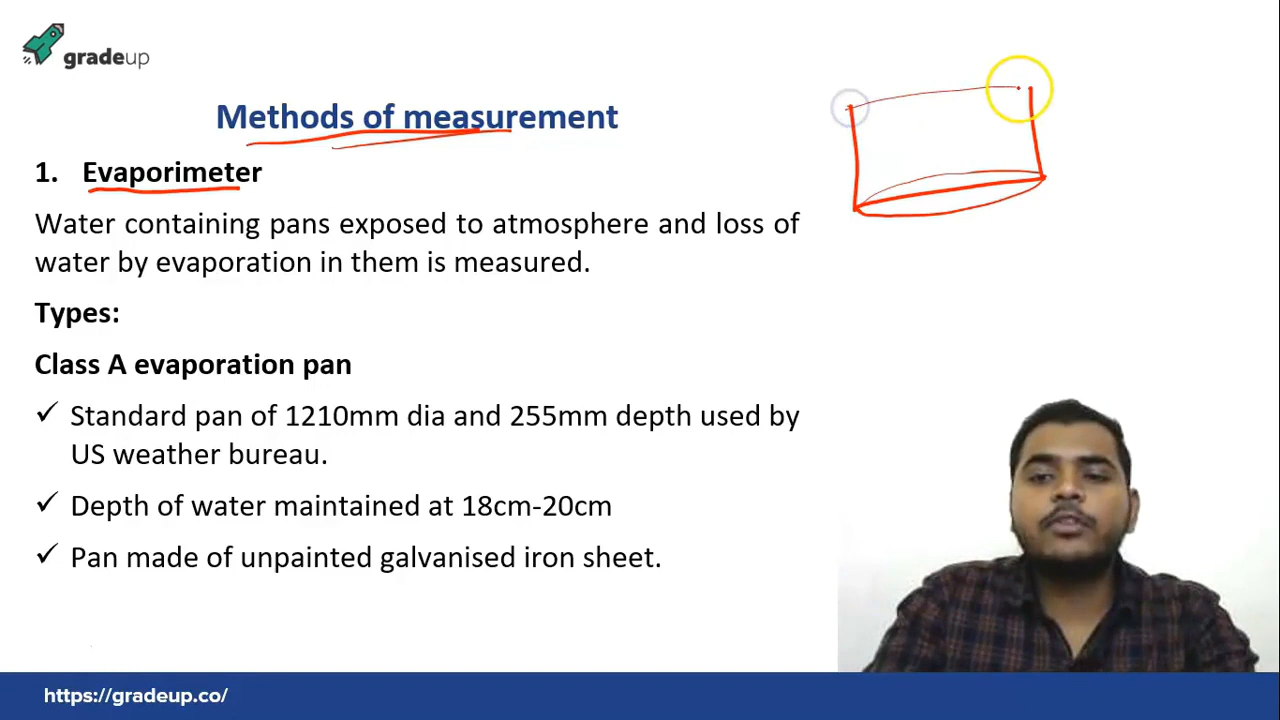 gradeup
Methods of measurement
1. Evaporimeter
Water containing pans exposed to atmosphere and loss of
water by evaporation in them is measured.
Types:
Class A evaporation pan
✓ Standard pan of 1210mm dia and 255mm depth used by
US weather bureau.
✓ Depth of water maintained at 18cm-20cm
✓ Pan made of unpainted galvanised iron sheet.
https://gradeup.co/